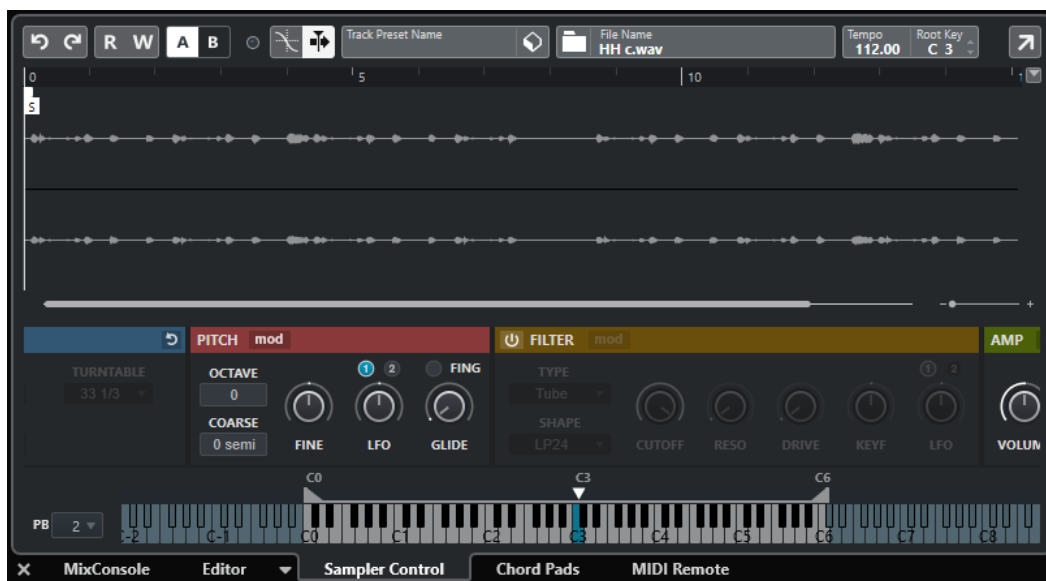 R W A B Track Preset Name File Name Tempo Root Key
HH c.wav 112.00 C 3
0 5 10
S
PITCH mod FILTER mod AMP
TURNTABLE OCTAVE 1 2 FING TYPE 1 2
33 1/3 0 Tube
COARSE SHAPE
0 semi FINE LFO GLIDE LP24 CUTOFF RESO DRIVE KEYF LFO VOLUM
C0 C3 C6
PB 2
C-2 C-1 C0 C1 C2 C3 C4 C5 C6 C7 C8
MixConsole Editor Sampler Control Chord Pads MIDI Remote